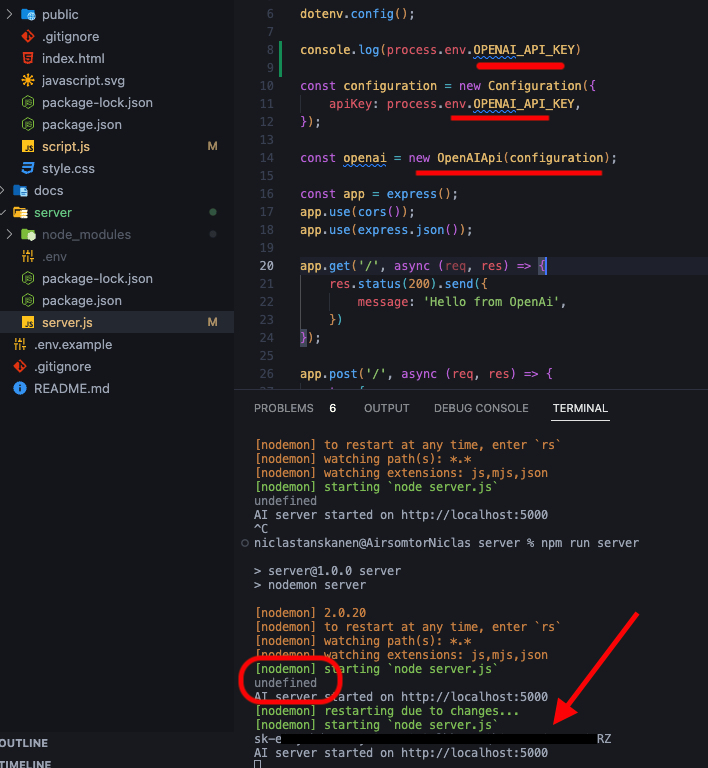 public
.gitignore
index.html
javascript.svg
package-lock.json
package.json
script.js M
style.css
docs
server
node_modules
.env
package-lock.json
package.json
server.js M
.env.example
.gitignore
README.md
OUTLINE
TIMELINE
6 dotenv.config();
7
8 console.log(process.env.OPENAI_API_KEY)
9
10 const configuration = new Configuration({
11 apiKey: process.env.OPENAI_API_KEY,
12 });
13
14 const openai = new OpenAIApi(configuration);
15
16 const app = express();
17 app.use(cors());
18 app.use(express.json());
19
20 app.get('/', async (req, res) => {
21 res.status(200).send({
22 message: 'Hello from OpenAi',
23 })
24 });
25
26 app.post('/', async (req, res) => {
PROBLEMS 6 OUTPUT DEBUG CONSOLE TERMINAL
[nodemon] to restart at any time, enter `rs`
[nodemon] watching path(s): *.*
[nodemon] watching extensions: js,mjs,json
[nodemon] starting `node server.js`
undefined
AI server started on http://localhost:5000
^C
niclastanskanen@AirsomtorNiclas server % npm run server
> server@1.0.0 server
> nodemon server
[nodemon] 2.0.20
[nodemon] to restart at any time, enter `rs`
[nodemon] watching path(s): *.*
[nodemon] watching extensions: js,mjs,json
[nodemon] starting `node server.js`
undefined
AI server started on http://localhost:5000
[nodemon] restarting due to changes...
[nodemon] starting `node server.js`
sk-e RZ
AI server started on http://localhost:5000